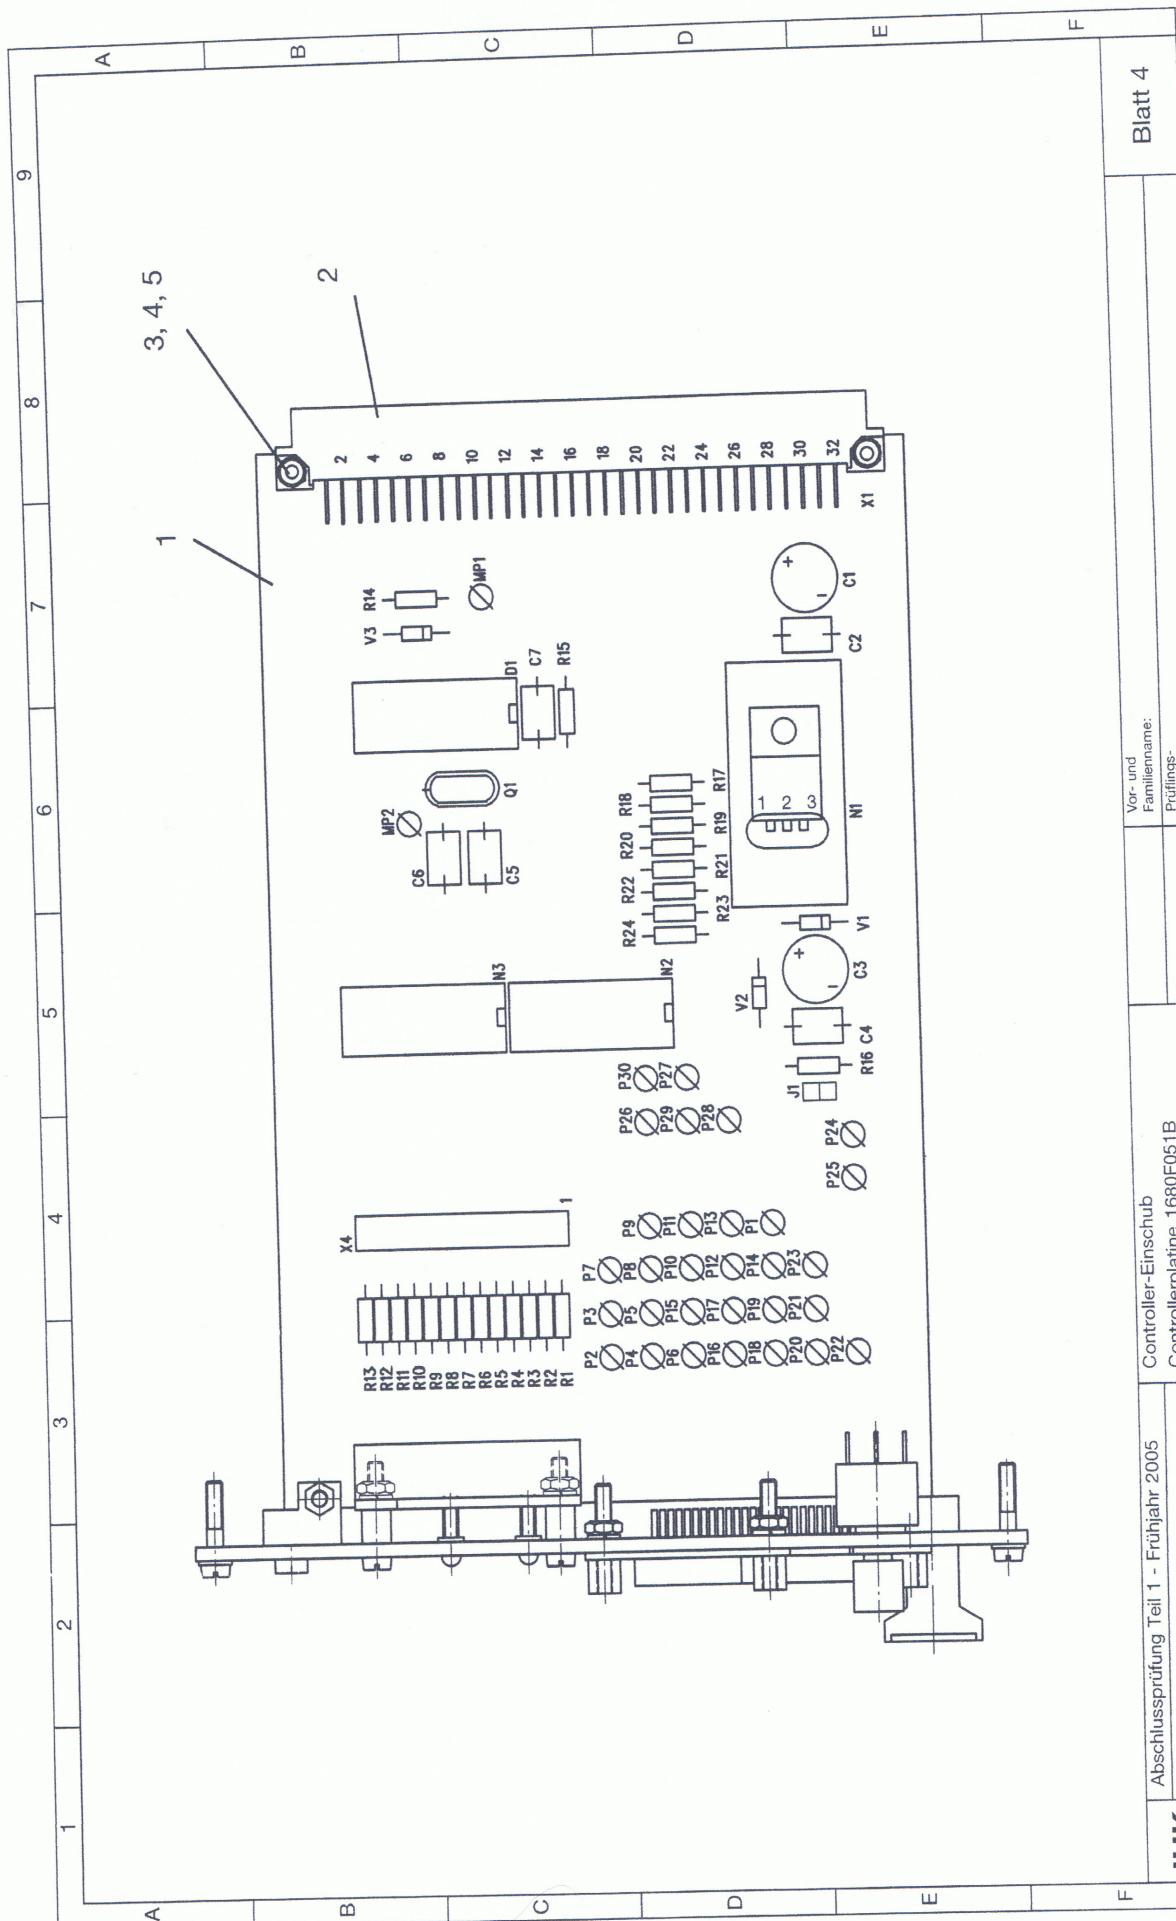 1 2 3 4 5 6 7 8 9
A
B
C
D
E
F
A
B
C
D
E
F
3, 4, 5
2
1
2
4
6
8
10
12
14
16
18
20
22
24
26
28
30
32
X1
R14
V3
MP1
D1
C7
R15
C1
C2
MP2
Q1
C6
C5
R17
R18
R19
R20
R21
R22
R23
R24
1 2 3
N1
N3
N2
V1
V2
C3
C4
R16
J1
P30
P27
P26
P29
P28
P24
P25
X4
1
P9
P11
P13
P1
P7
P8
P10
P12
P14
P23
P3
P5
P15
P17
P19
P21
P2
P4
P6
P16
P18
P20
P22
R13
R12
R11
R10
R9
R8
R7
R6
R5
R4
R3
R2
R1
Abschlussprüfung Teil 1 - Frühjahr 2005
Controller-Einschub
Controllerplatine 1680F051B
Vor- und
Familienname:
Prüflings-
Blatt 4